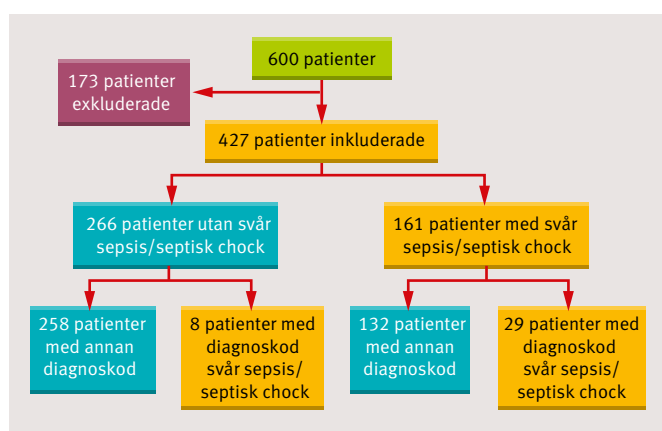 600 patienter
173 patienter
exkluderade
427 patienter inkluderade
266 patienter utan svår
sepsis/septisk chock
161 patienter med svår
sepsis/septisk chock
258 patienter
med annan
diagnoskod
8 patienter med
diagnoskod
svår sepsis/
septisk chock
132 patienter
med annan
diagnoskod
29 patienter med
diagnoskod
svår sepsis/
septisk chock